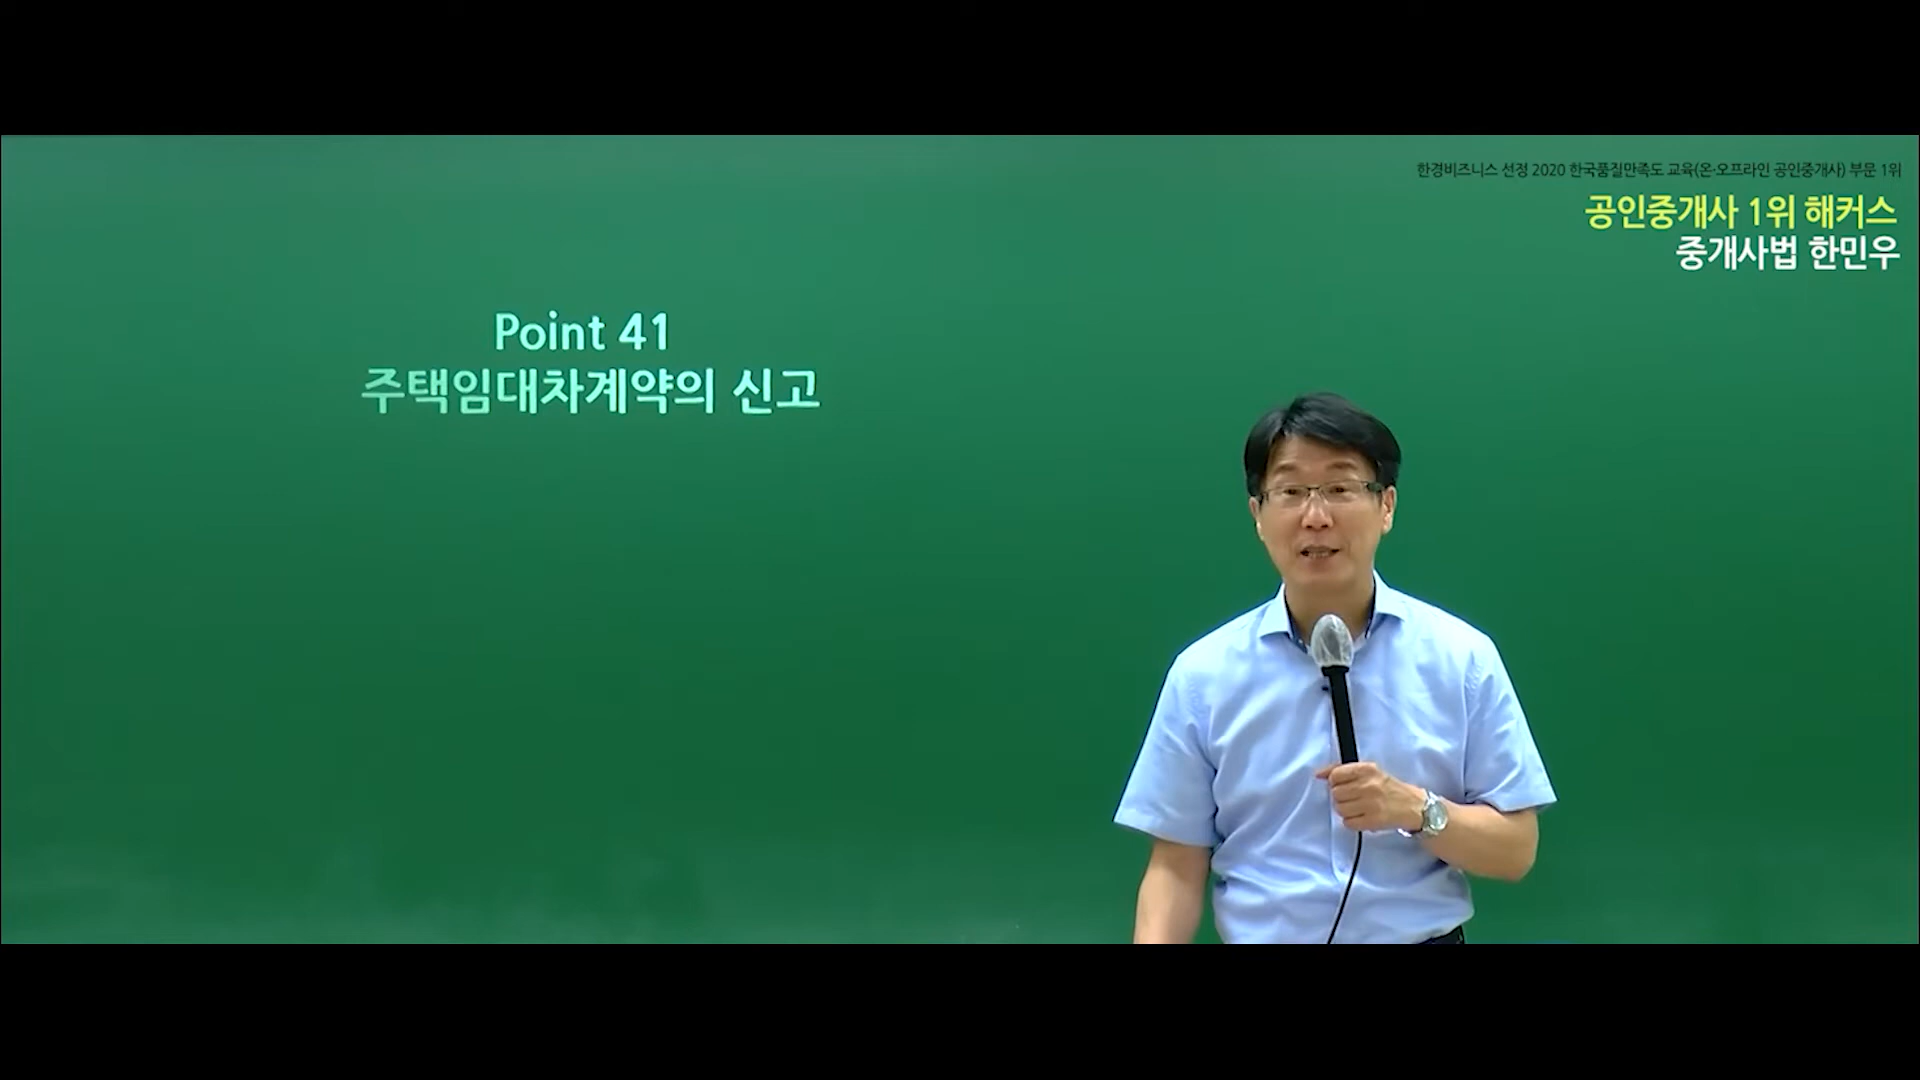 한경비즈니스 선정 2020 한국품질만족도 교육(온·오프라인 공인중개사) 부문 1위
공인중개사 1위 해커스
중개사법 한민우
Point 41
주택임대차계약의 신고